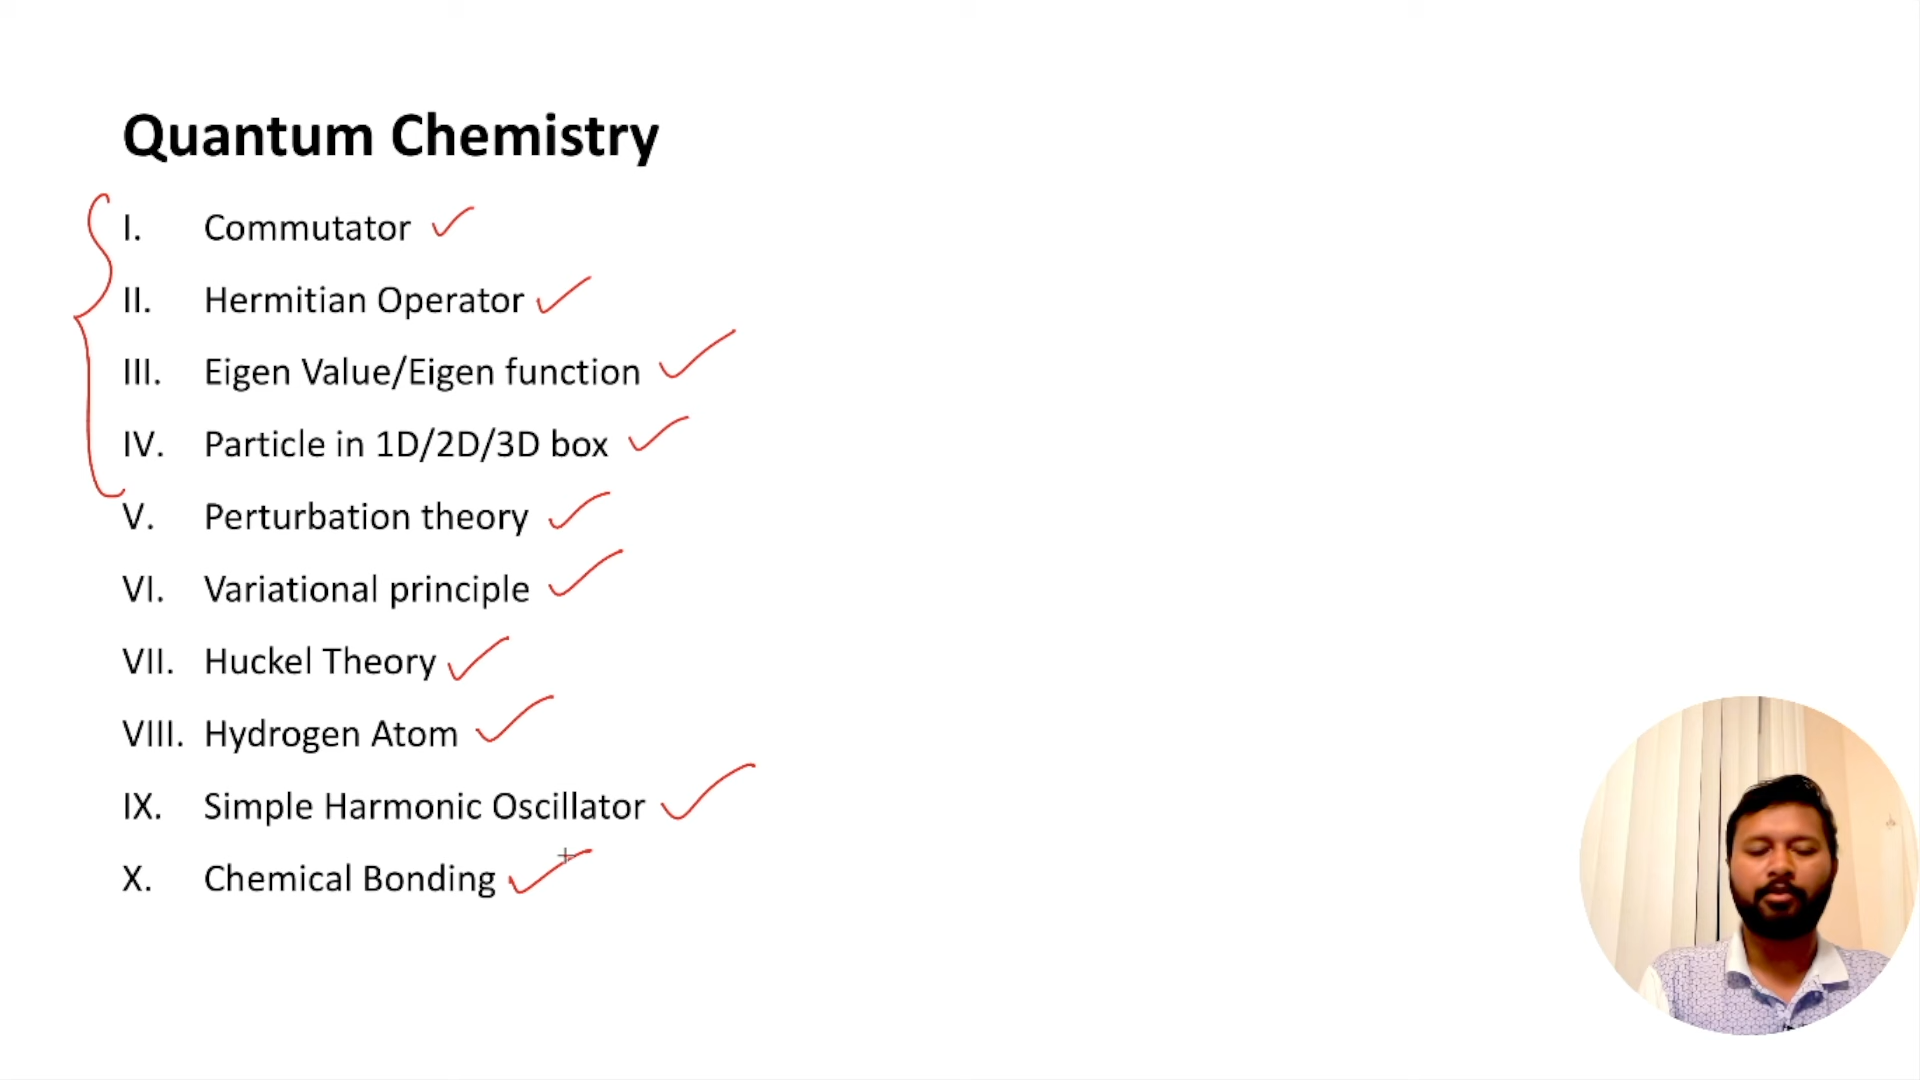 Quantum Chemistry
I. Commutator
II. Hermitian Operator
III. Eigen Value/Eigen function
IV. Particle in 1D/2D/3D box
V. Perturbation theory
VI. Variational principle
VII. Huckel Theory
VIII. Hydrogen Atom
IX. Simple Harmonic Oscillator
X. Chemical Bonding